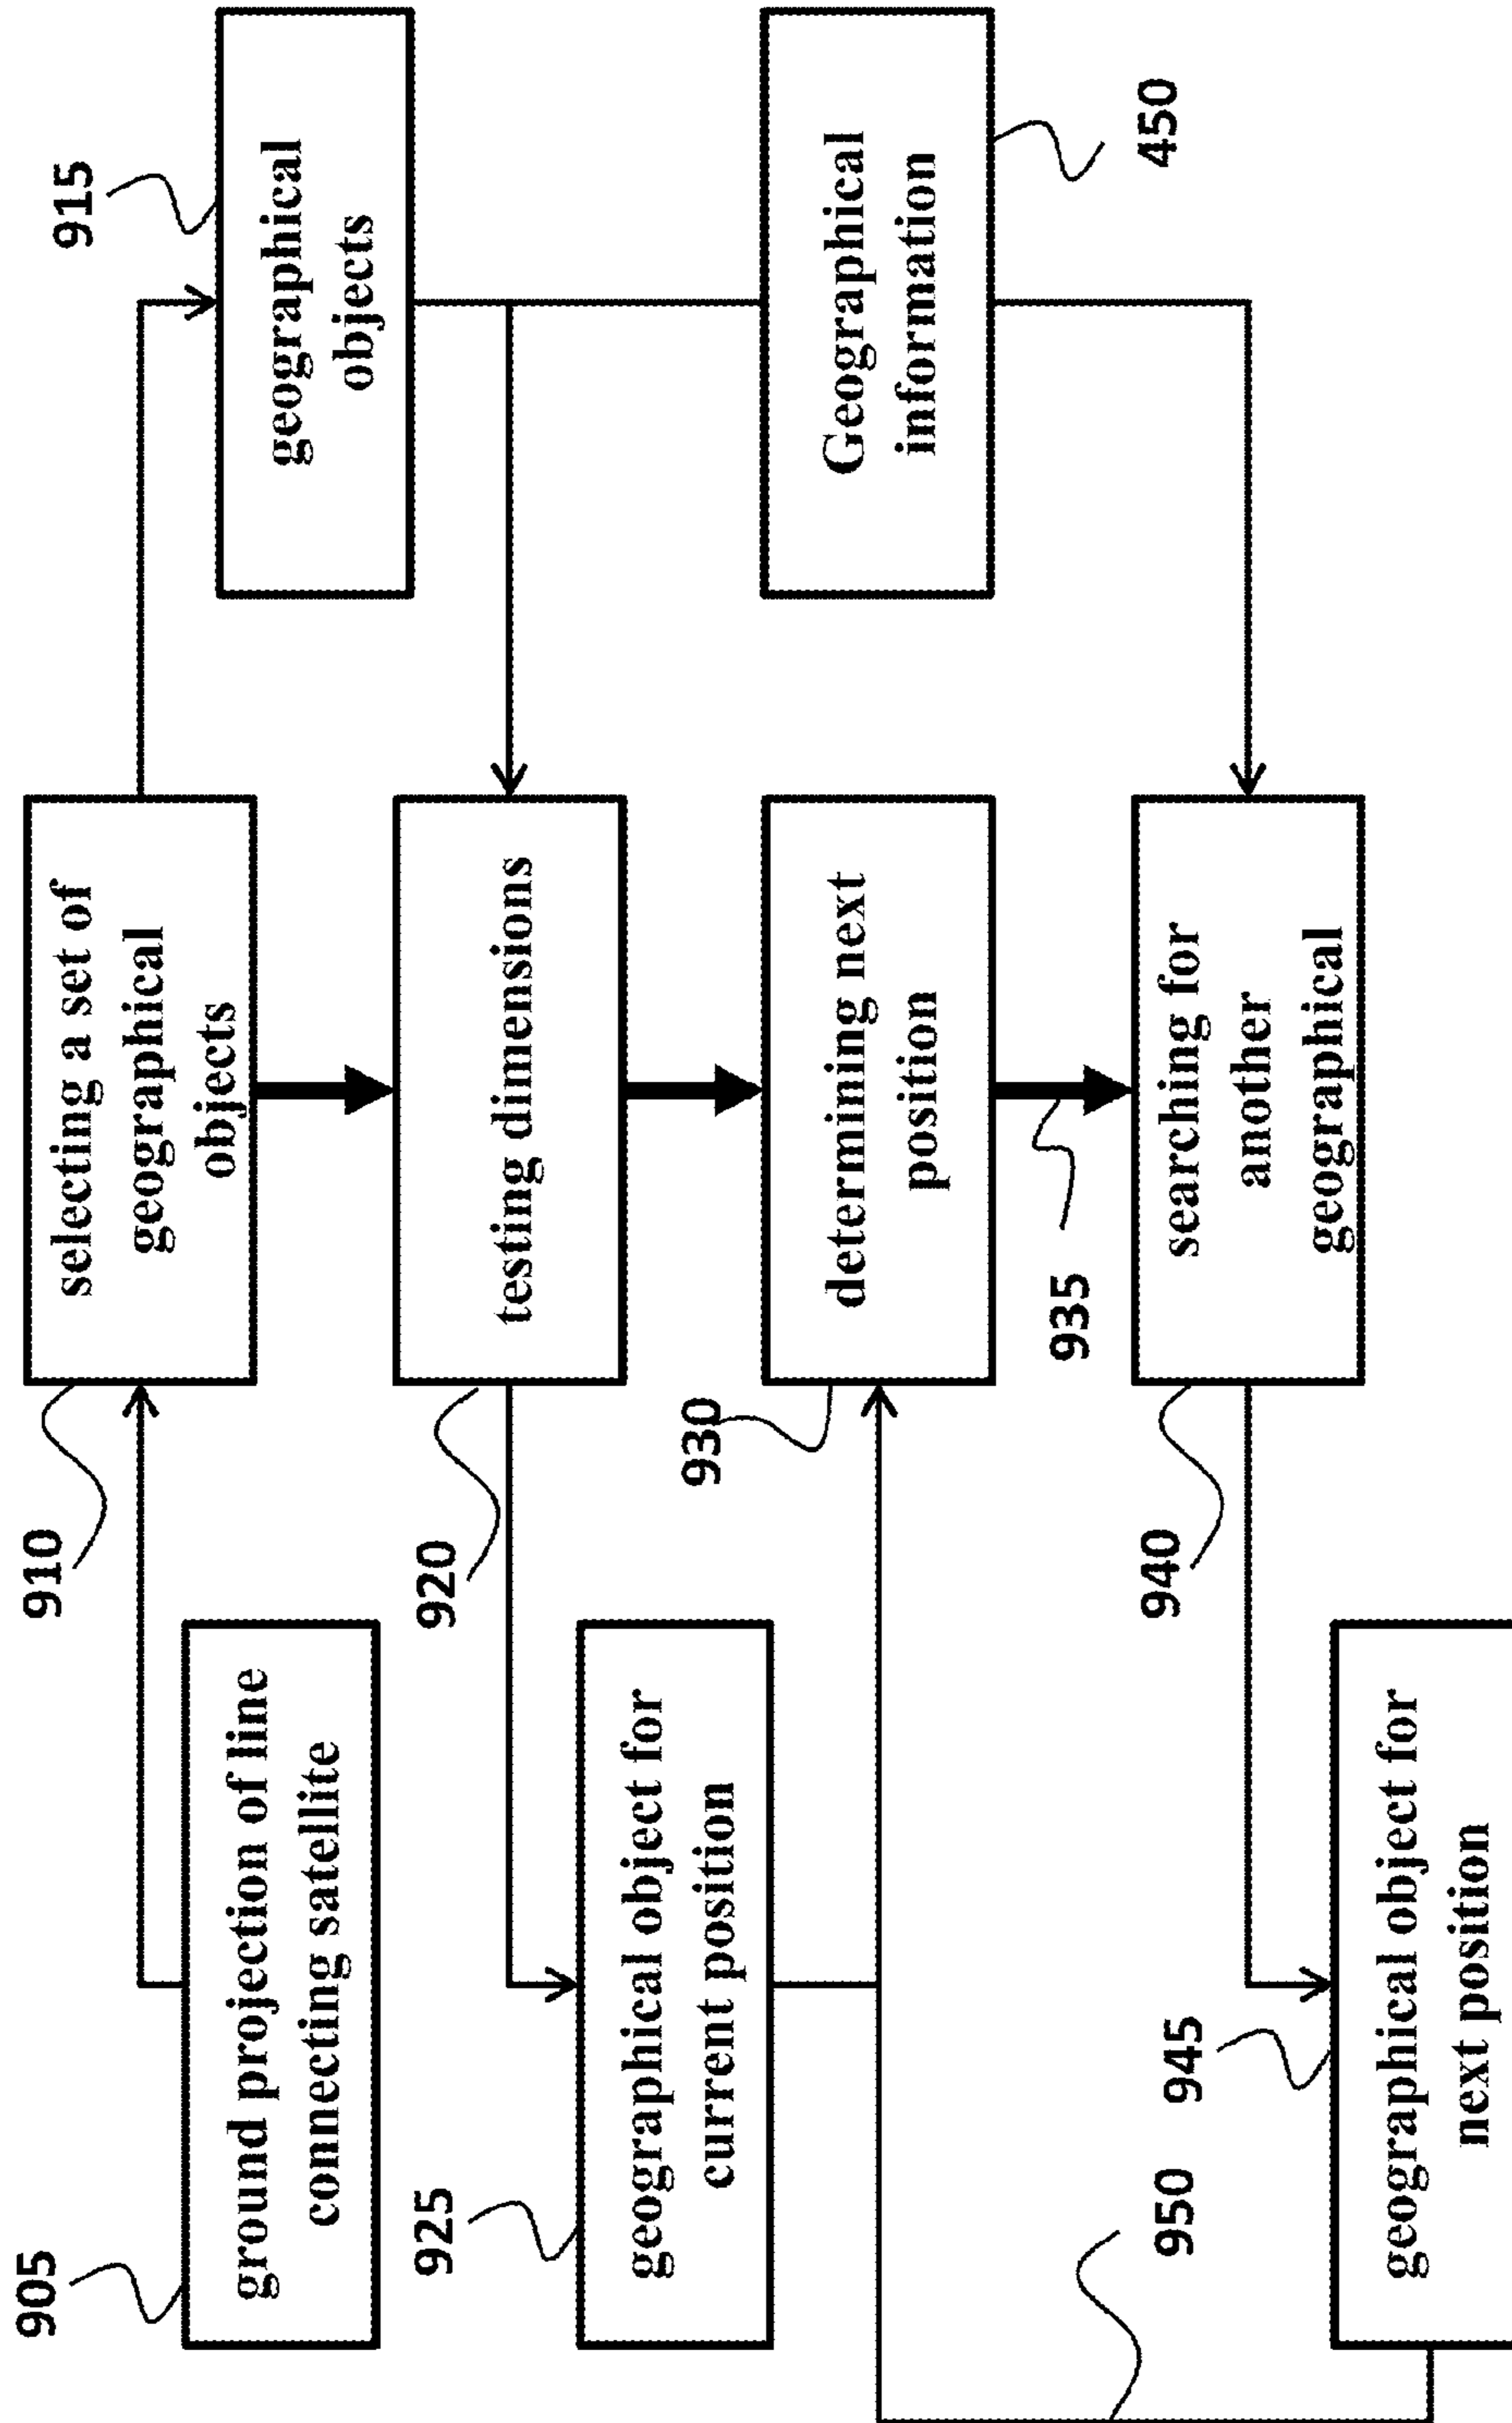 905
ground projection of line
connecting satellite
910
selecting a set of
geographical
objects
915
geographical
objects
920
testing dimensions
925
geographical object for
current position
930
determining next
position
Geographical
information
450
935
940
searching for
another
geographical
945
geographical object for
next position
950